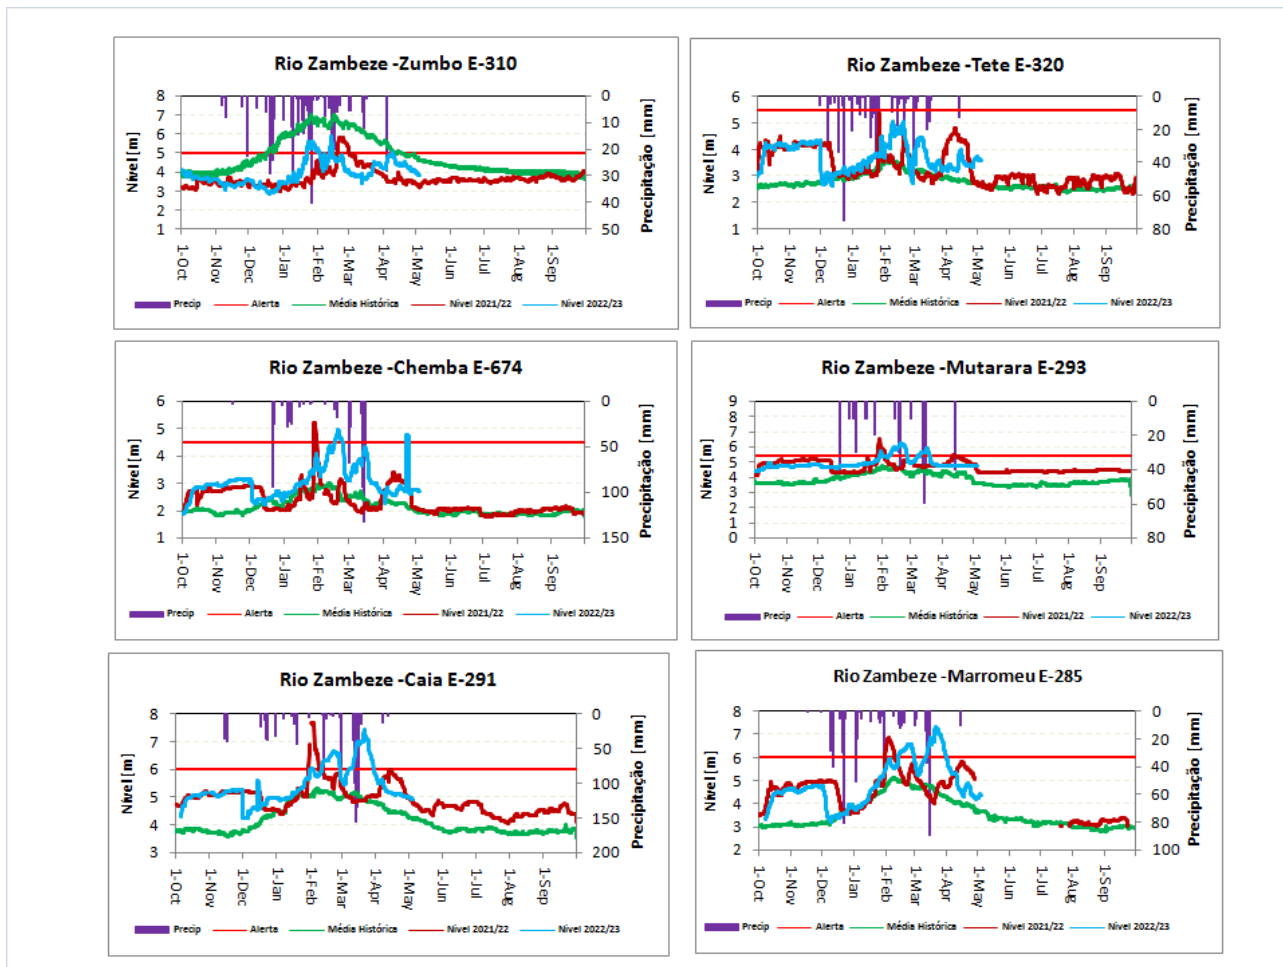 Rio Zambeze -Zumbo E-310
Nível [m]
8
7
6
5
4
3
2
1
0
10
20
30
40
50
Precipitação [mm]
1-Oct
1-Nov
1-Dec
1-Jan
1-Feb
1-Mar
1-Apr
1-May
1-Jun
1-Jul
1-Aug
1-Sep
Precip Alerta Média Histórica Nivel 2021/22 Nivel 2022/23
Rio Zambeze -Tete E-320
Nível [m]
6
5
4
3
2
1
0
20
40
60
80
Precipitação [mm]
1-Oct
1-Nov
1-Dec
1-Jan
1-Feb
1-Mar
1-Apr
1-May
1-Jun
1-Jul
1-Aug
1-Sep
Precip Alerta Média Histórica Nivel 2021/22 Nivel 2022/23
Rio Zambeze -Chemba E-674
Nível [m]
6
5
4
3
2
1
0
50
100
150
Precipitação [mm]
1-Oct
1-Nov
1-Dec
1-Jan
1-Feb
1-Mar
1-Apr
1-May
1-Jun
1-Jul
1-Aug
1-Sep
Precip Alerta Média Histórica Nivel 2021/22 Nivel 2022/23
Rio Zambeze -Mutarara E-293
Nível [m]
9
8
7
6
5
4
3
2
1
0
0
20
40
60
80
Precipitação [mm]
1-Oct
1-Nov
1-Dec
1-Jan
1-Feb
1-Mar
1-Apr
1-May
1-Jun
1-Jul
1-Aug
1-Sep
Precip Alerta Média Histórica Nivel 2021/22 Nivel 2022/23
Rio Zambeze -Caia E-291
Nível [m]
8
7
6
5
4
3
0
50
100
150
200
Precipitação [mm]
1-Oct
1-Nov
1-Dec
1-Jan
1-Feb
1-Mar
1-Apr
1-May
1-Jun
1-Jul
1-Aug
1-Sep
Precip Alerta Média Histórica Nivel 2021/22 Nivel 2022/23
Rio Zambeze -Marromeu E-285
Nível [m]
8
7
6
5
4
3
2
0
20
40
60
80
100
Precipitação [mm]
1-Oct
1-Nov
1-Dec
1-Jan
1-Feb
1-Mar
1-Apr
1-May
1-Jun
1-Jul
1-Aug
1-Sep
Precip Alerta Média Histórica Nivel 2021/22 Nivel 2022/23